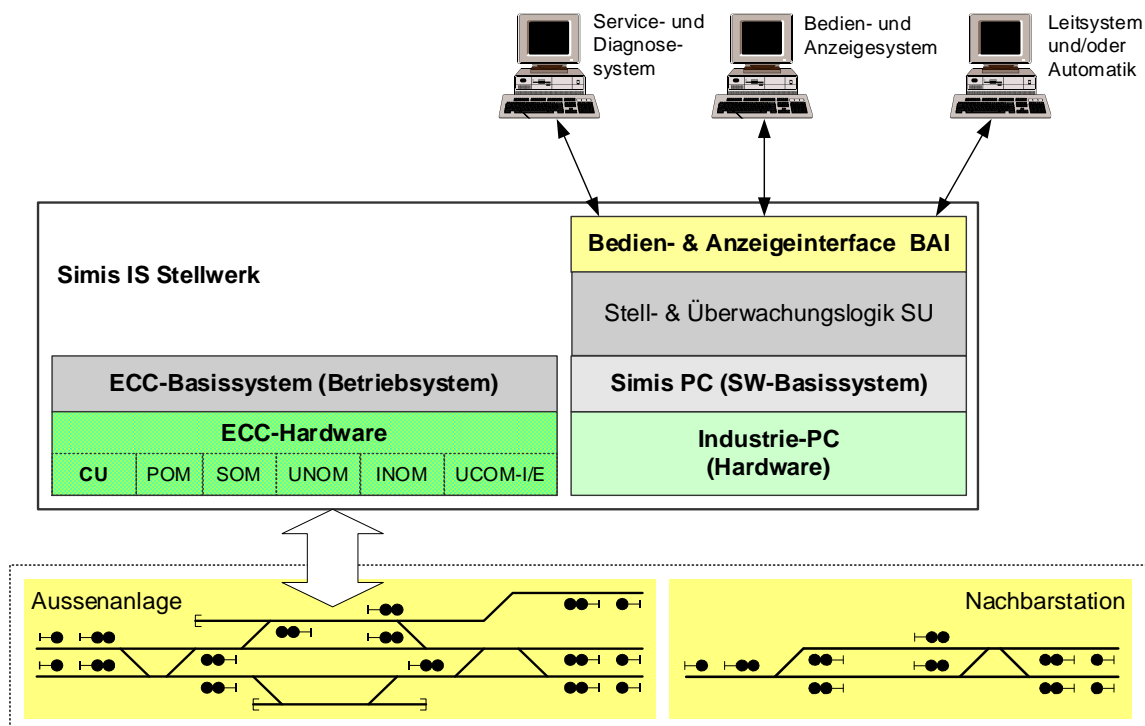 Service- und
Diagnose-
system
Bedien- und
Anzeigesystem
Leitsystem
und/oder
Automatik
Simis IS Stellwerk
Bedien- & Anzeigeinterface BAI
Stell- & Überwachungslogik SU
ECC-Basissystem (Betriebsystem)
Simis PC (SW-Basissystem)
ECC-Hardware
CU POM SOM UNOM INOM UCOM-I/E
Industrie-PC
(Hardware)
Aussenanlage
Nachbarstation